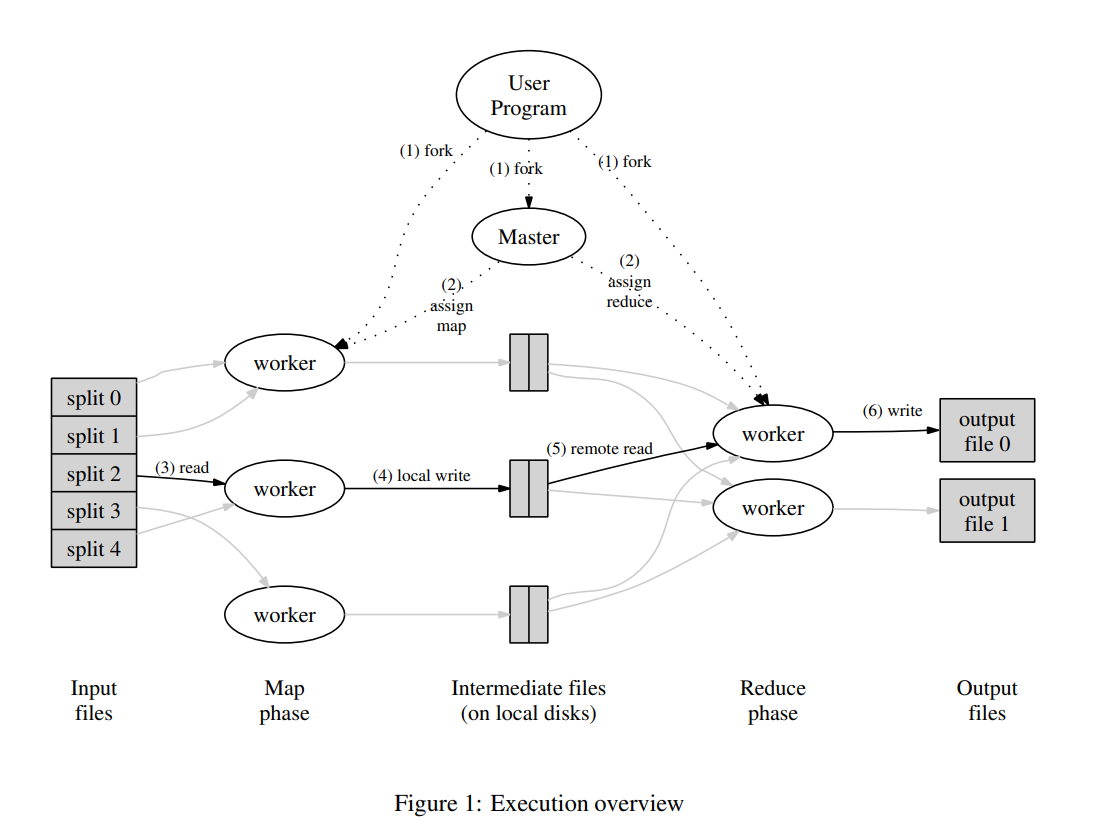 User
Program
(1) fork
(1) fork
(1) fork
Master
(2)
assign
map
(2)
assign
reduce
worker
split 0
split 1
split 2
split 3
split 4
(3) read
worker
(4) local write
(5) remote read
worker
(6) write
output
file 0
worker
output
file 1
worker
Input
files
Map
phase
Intermediate files
(on local disks)
Reduce
phase
Output
files
Figure 1: Execution overview